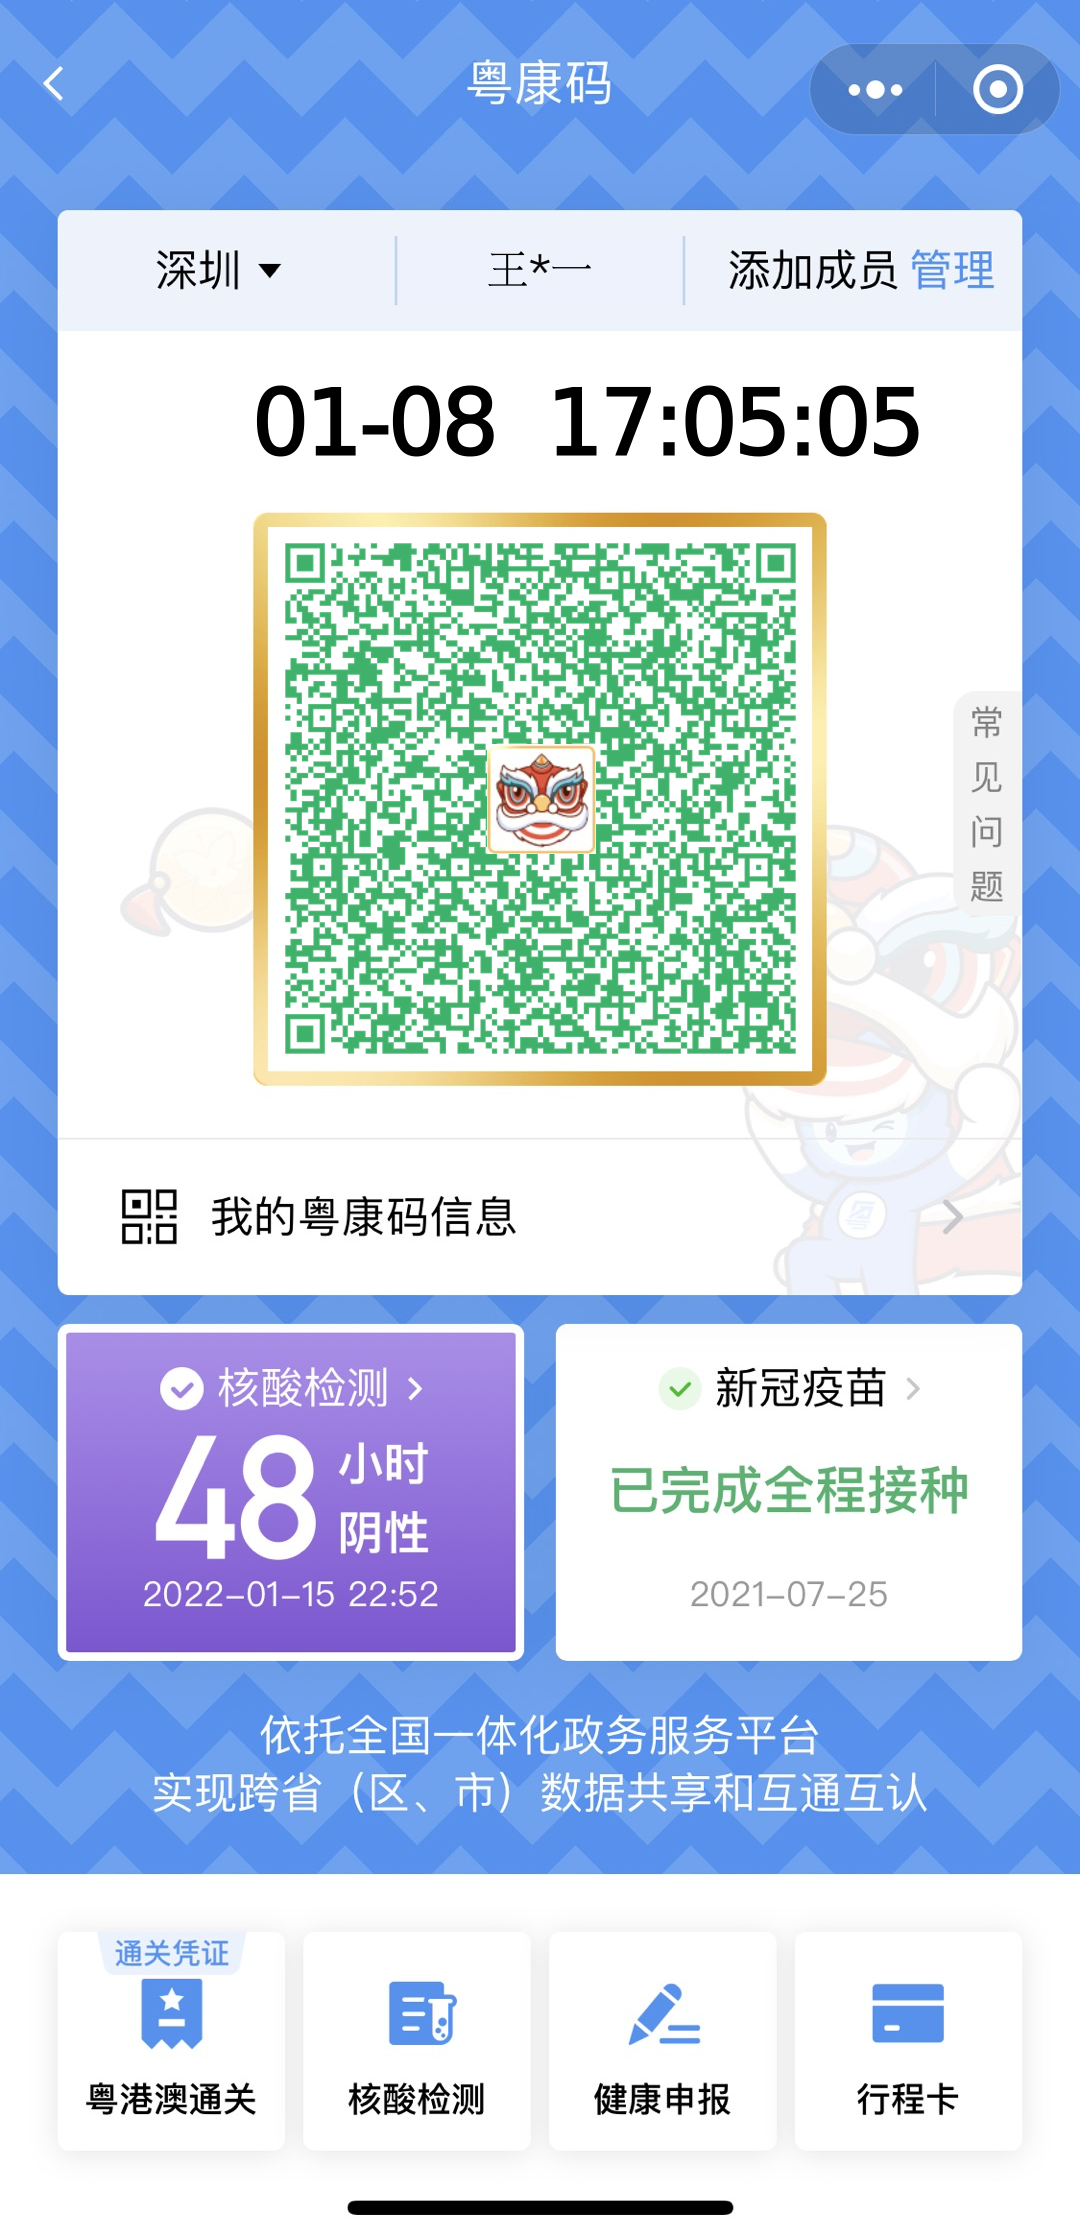 粤康码
深圳
王*一
添加成员 管理
01-08 17:05:05
常见问题
我的粤康码信息
核酸检测
48 小时阴性
2022-01-15 22:52
新冠疫苗
已完成全程接种
2021-07-25
依托全国一体化政务服务平台
实现跨省（区、市）数据共享和互通互认
通关凭证
粤港澳通关
核酸检测
健康申报
行程卡